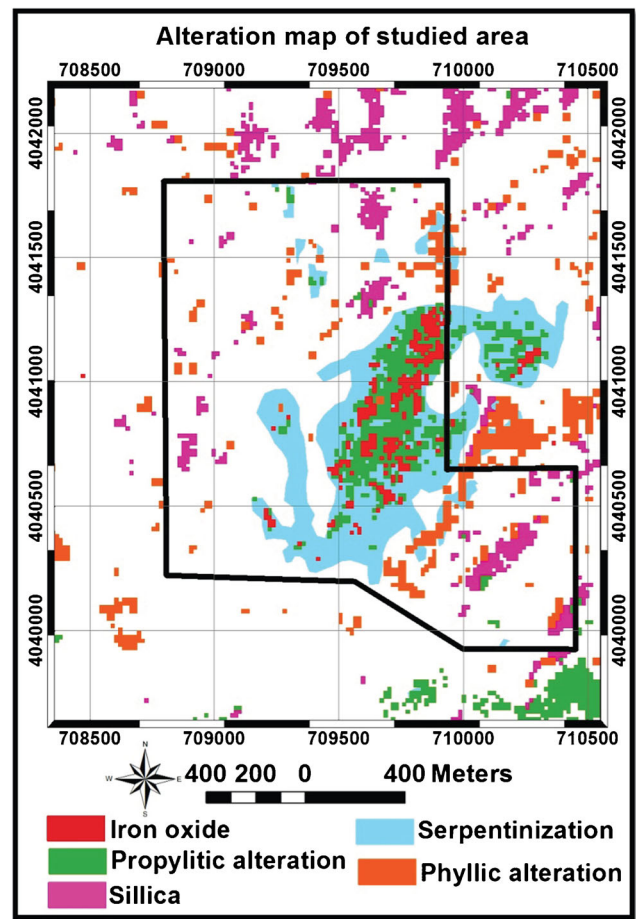 Alteration map of studied area
708500 709000 709500 710000 710500
4042000 4042000
4041500 4041500
4041000 4041000
4040500 4040500
4040000 4040000
708500 709000 709500 710000 710500
N
W E
S
400 200 0 400 Meters
Iron oxide Serpentinization
Propylitic alteration Phyllic alteration
Sillica